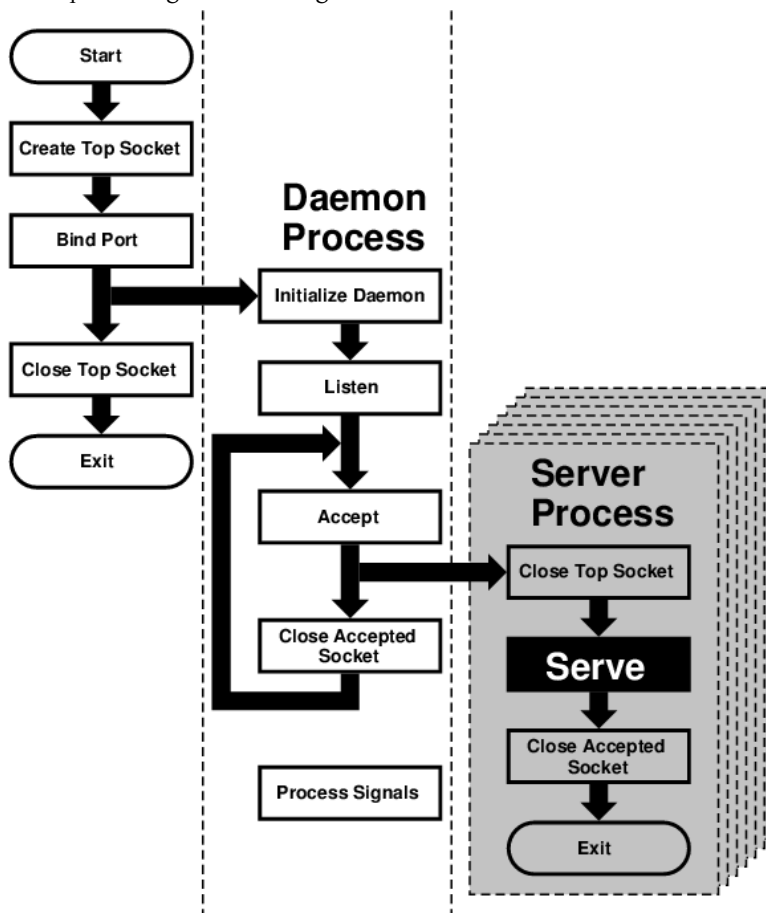 Start
Create Top Socket
Bind Port
Close Top Socket
Exit
Daemon
Process
Initialize Daemon
Listen
Accept
Close Accepted
Socket
Process Signals
Server
Process
Close Top Socket
Serve
Close Accepted
Socket
Exit